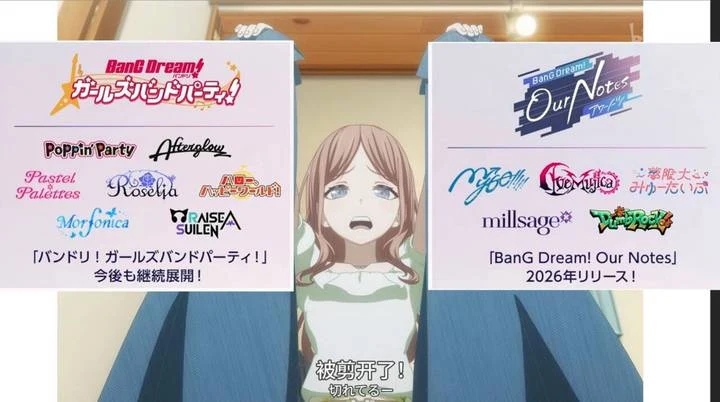 BanG Dream!
バンドリ!
ガールズバンドパーティ!
Poppin'Party
Afterglow
Pastel Palettes
Roselia
ハロー、ハッピーワールド!
Morfonica
RAISE A SUILEN
「バンドリ!ガールズバンドパーティ!」
今後も継続展開!
BanG Dream!
Our Notes
アワーノーツ
MyGO!!!!!
Ave Mujica
夢限大
みゅーたいぷ
millsage
「BanG Dream! Our Notes」
2026年リリース!
被剪开了!
切れてるー